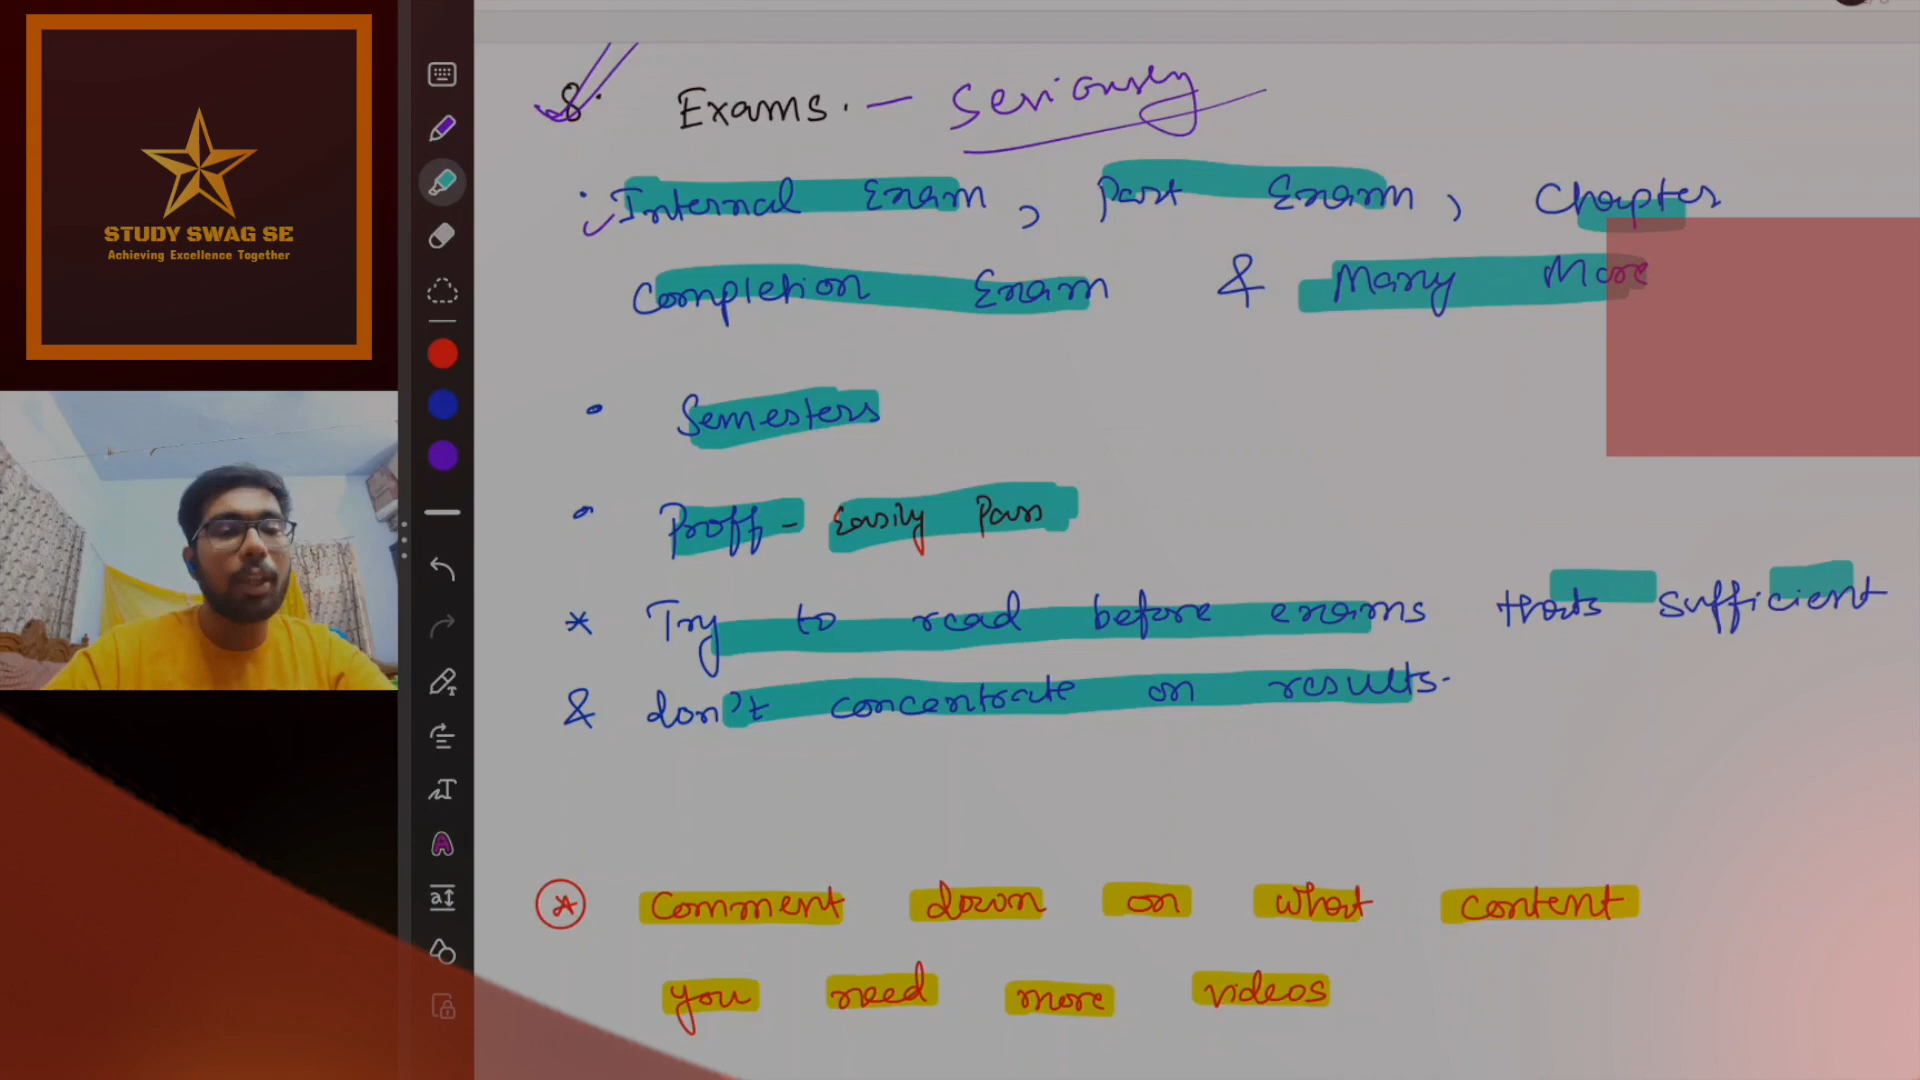 STUDY SWAG SE
Achieving Excellence Together
8. Exams. - Seriously
Internal Exam, Part Exam, Chapter
Completion Exam & Many More
• Semesters
• Proff - Easily Pass
* Try to read before exams thats sufficient
& don't concentrate on results.
* Comment down on what content
you need more videos